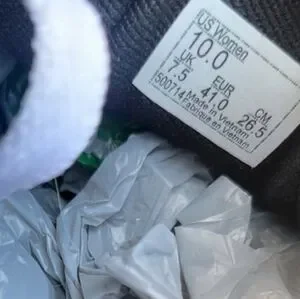 US Women
10.0
UK EUR CM
7.5 41.0 26.5
500714 Made in Vietnam
Fabriqué en Vietnam